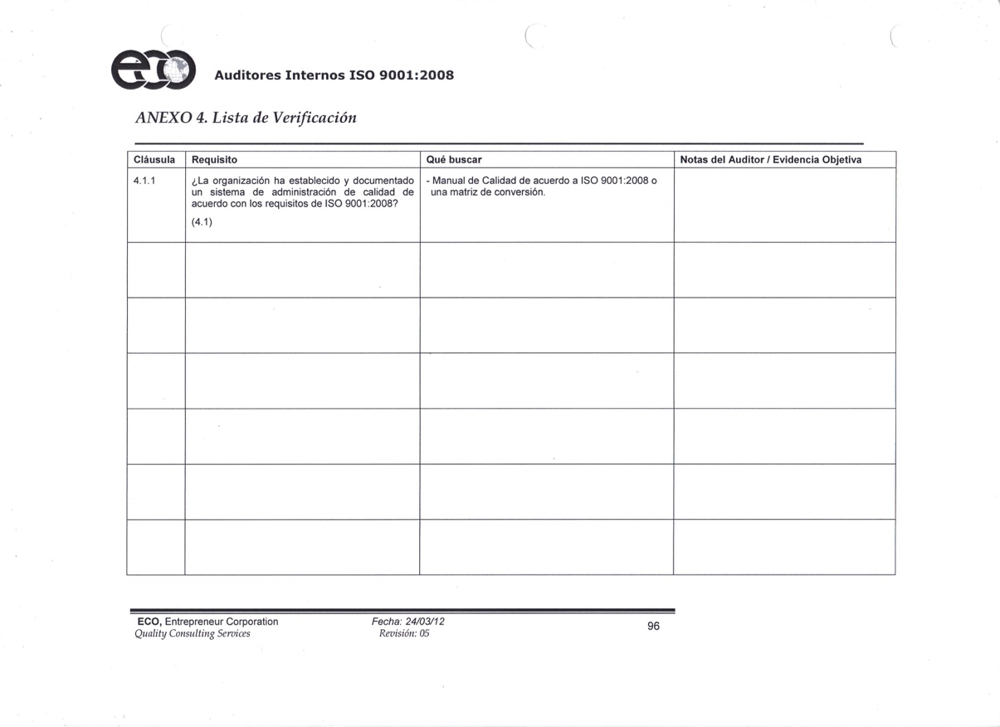 eco
Auditores Internos ISO 9001:2008
ANEXO 4. Lista de Verificación
Cláusula
Requisito
Qué buscar
Notas del Auditor / Evidencia Objetiva
4.1.1
¿La organización ha establecido y documentado
un sistema de administración de calidad de
acuerdo con los requisitos de ISO 9001:2008?
(4.1)
- Manual de Calidad de acuerdo a ISO 9001:2008 o
una matriz de conversión.
ECO, Entrepreneur Corporation
Quality Consulting Services
Fecha: 24/03/12
Revisión: 05
96